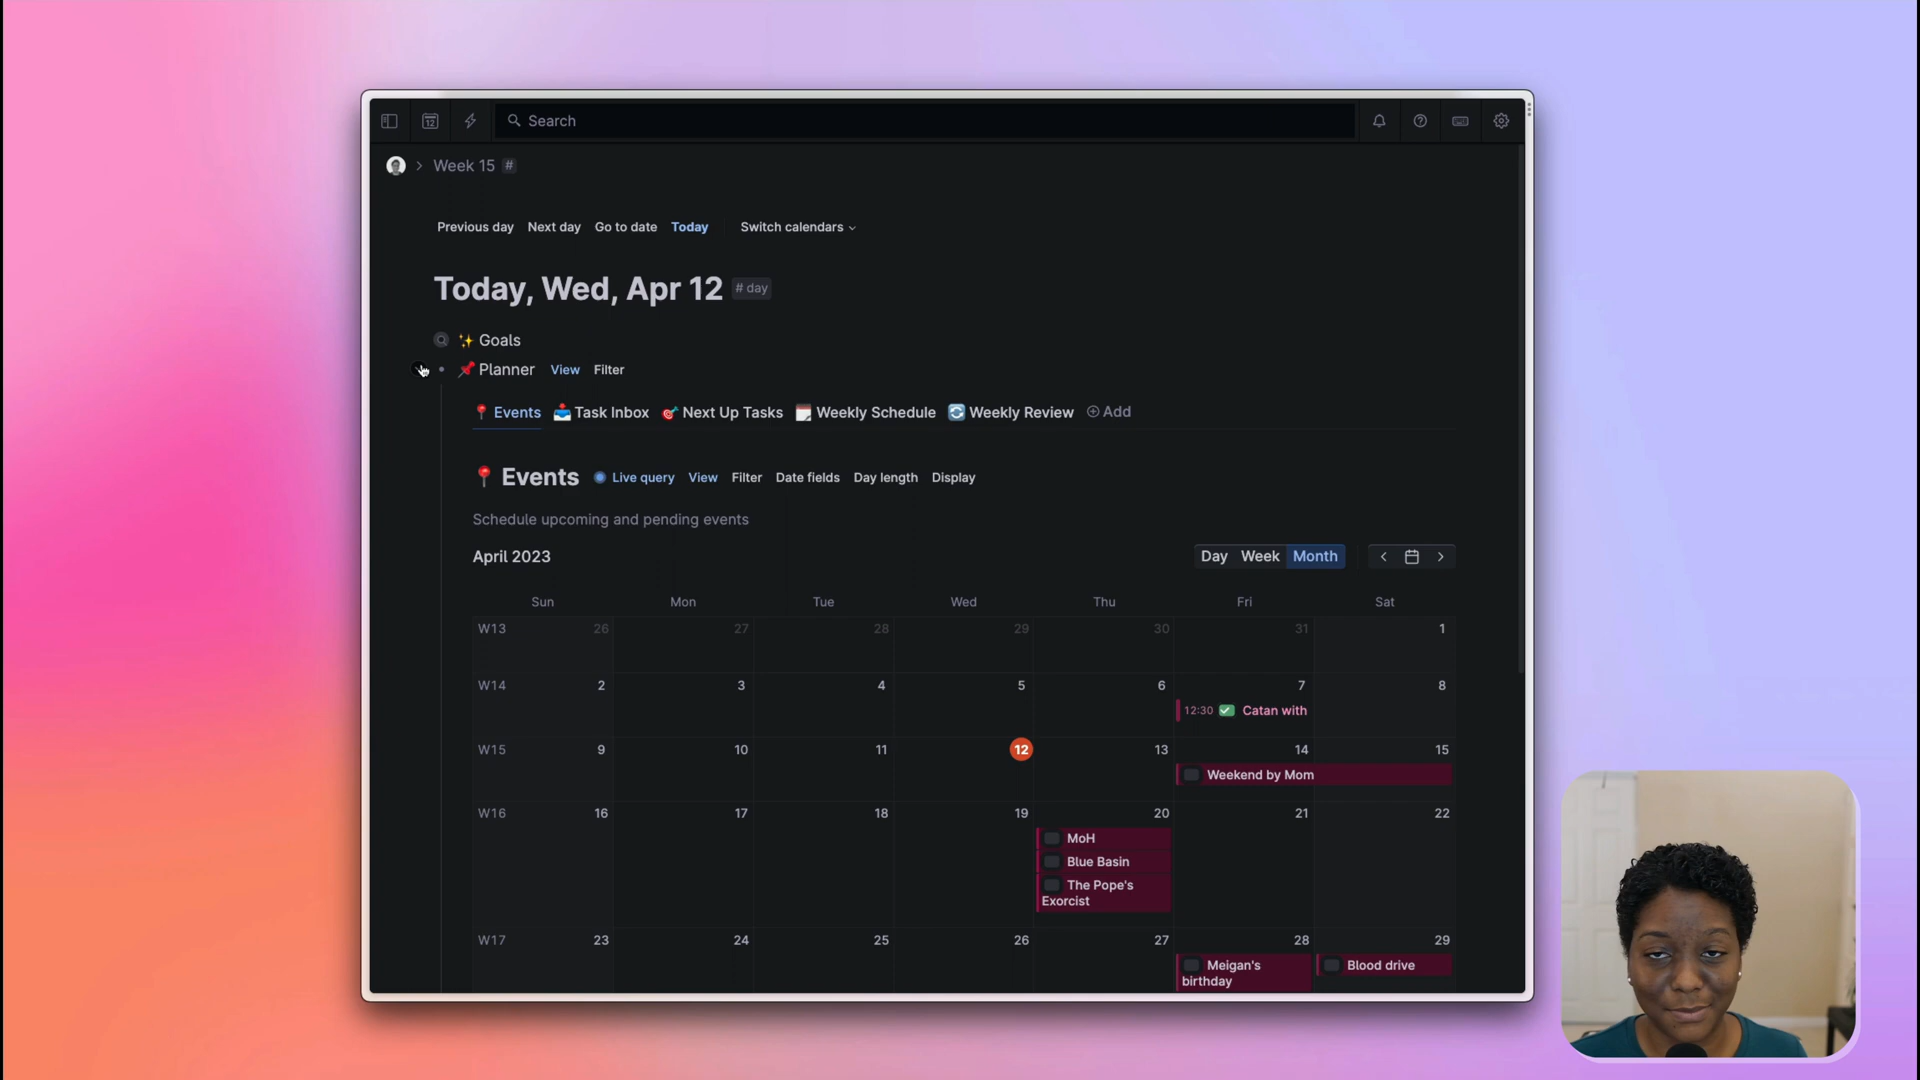 12 Search
Week 15 #
Previous day Next day Go to date Today Switch calendars
Today, Wed, Apr 12 # day
✨ Goals
📌 Planner View Filter
📍 Events 📥 Task Inbox 🎯 Next Up Tasks 🗓 Weekly Schedule 🔄 Weekly Review Add
📍 Events Live query View Filter Date fields Day length Display
Schedule upcoming and pending events
April 2023 Day Week Month
Sun Mon Tue Wed Thu Fri Sat
W13 26 27 28 29 30 31 1
W14 2 3 4 5 6 7 8
12:30 ✅ Catan with
W15 9 10 11 12 13 14 15
Weekend by Mom
W16 16 17 18 19 20 21 22
MoH
Blue Basin
The Pope's
Exorcist
W17 23 24 25 26 27 28 29
Meigan's
birthday
Blood drive